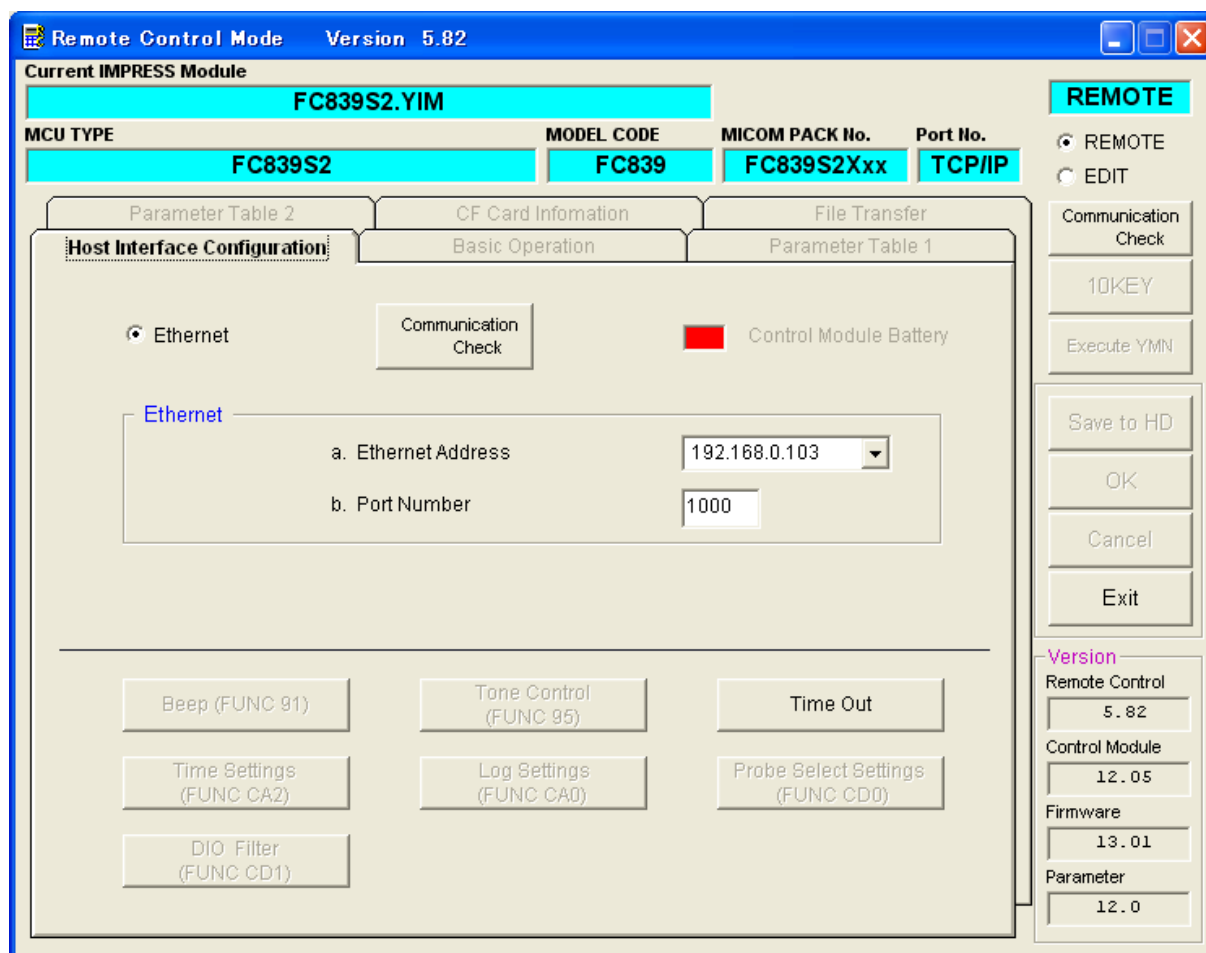 Remote Control Mode Version 5.82
Current IMPRESS Module
FC839S2.YIM
REMOTE
MCU TYPE
MODEL CODE
MICOM PACK No.
Port No.
FC839S2
FC839
FC839S2Xxx
TCP/IP
REMOTE
EDIT
Parameter Table 2
CF Card Infomation
File Transfer
Host Interface Configuration
Basic Operation
Parameter Table 1
Communication
Check
10KEY
Execute YMN
Ethernet
Communication
Check
Control Module Battery
Ethernet
a. Ethernet Address
192.168.0.103
b. Port Number
1000
Save to HD
OK
Cancel
Exit
Beep (FUNC 91)
Tone Control
(FUNC 95)
Time Out
Time Settings
(FUNC CA2)
Log Settings
(FUNC CA0)
Probe Select Settings
(FUNC CD0)
DIO Filter
(FUNC CD1)
Version
Remote Control
5.82
Control Module
12.05
Firmware
13.01
Parameter
12.0